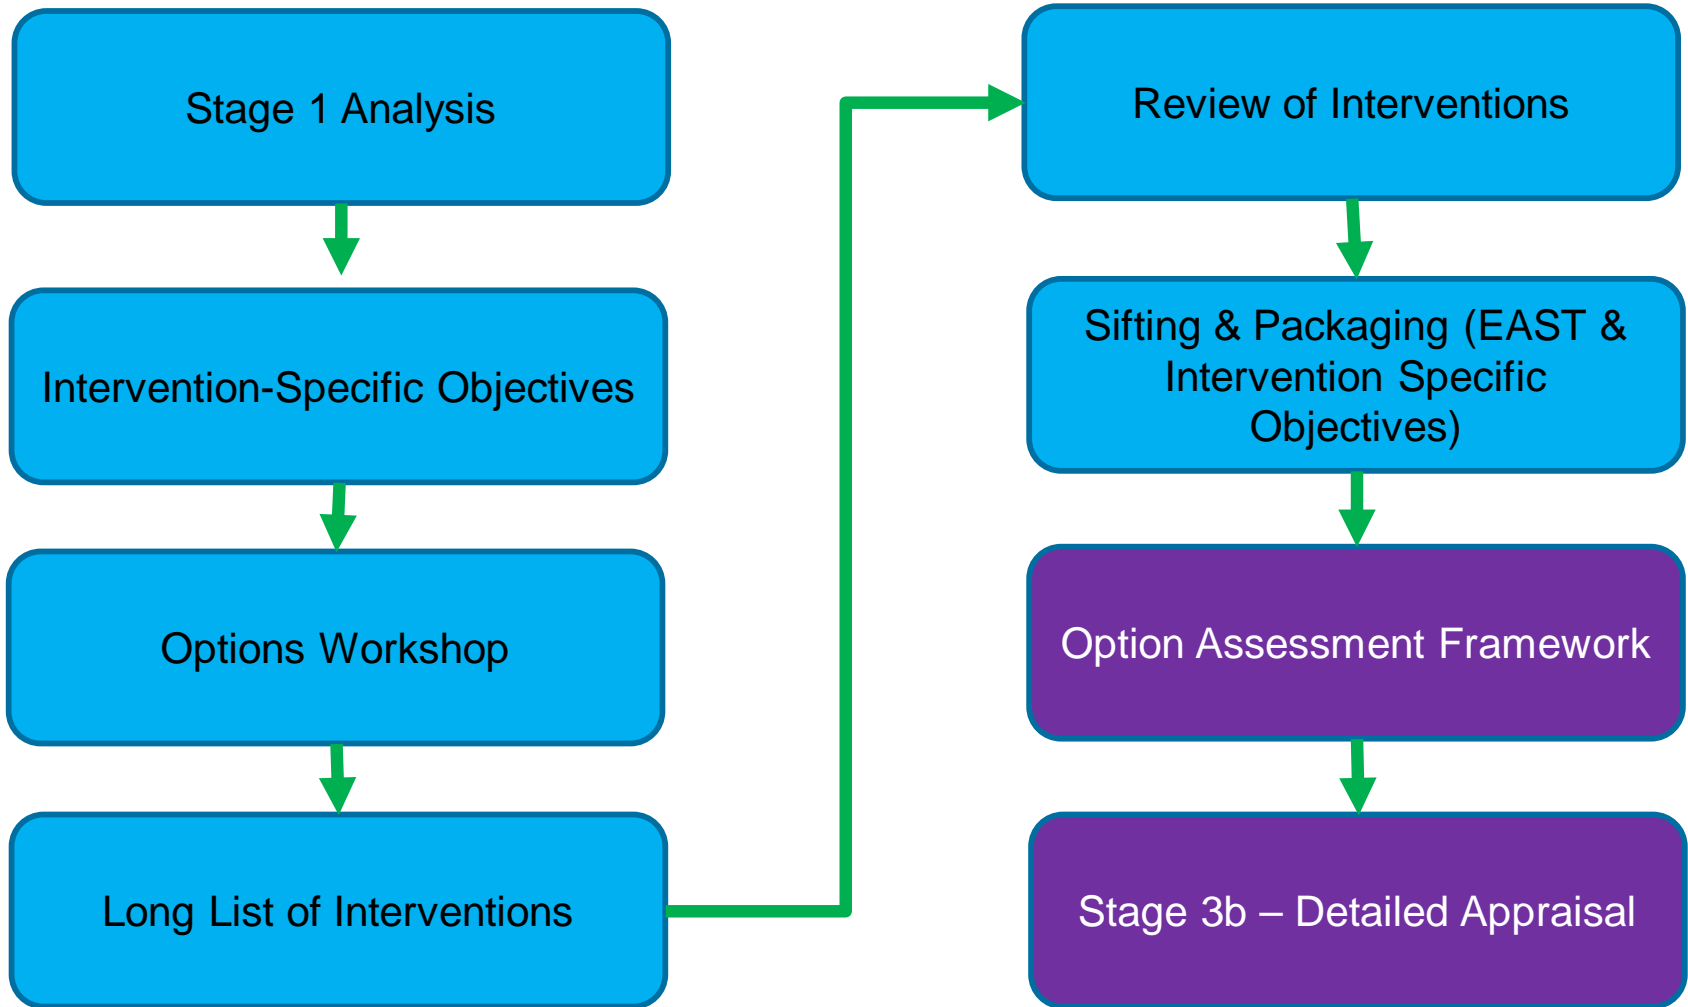 Stage 1 Analysis
Intervention-Specific Objectives
Options Workshop
Long List of Interventions
Review of Interventions
Sifting & Packaging (EAST &
Intervention Specific
Objectives)
Option Assessment Framework
Stage 3b – Detailed Appraisal